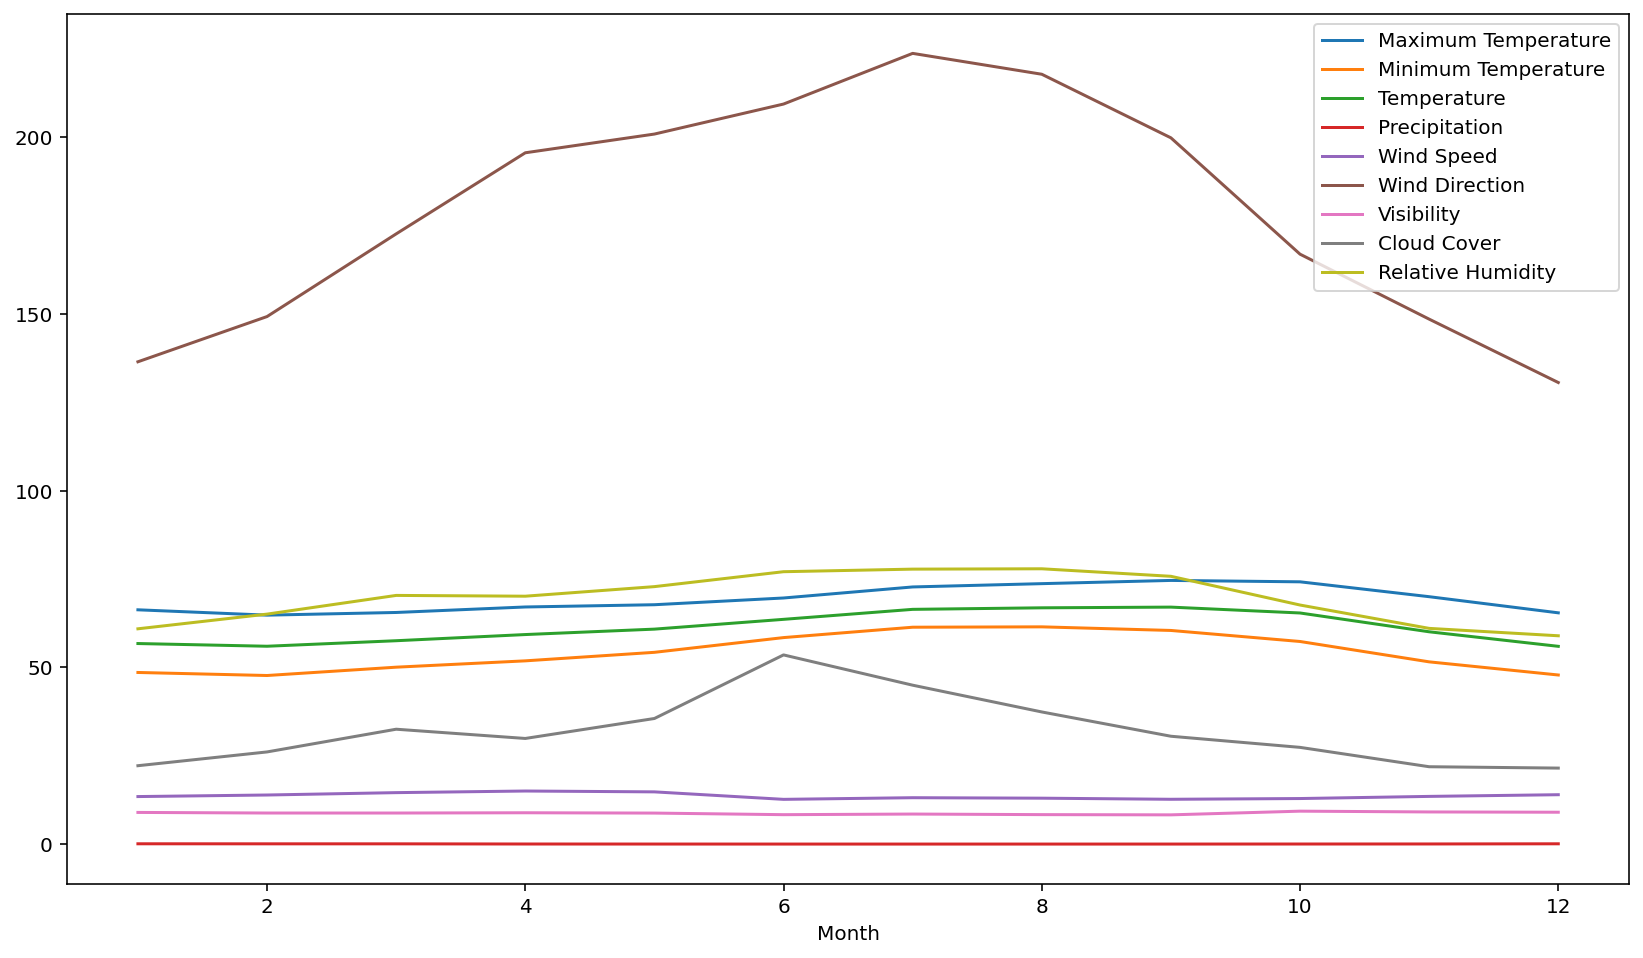 200
150
100
50
0
2 4 6 8 10 12
Month
Maximum Temperature
Minimum Temperature
Temperature
Precipitation
Wind Speed
Wind Direction
Visibility
Cloud Cover
Relative Humidity